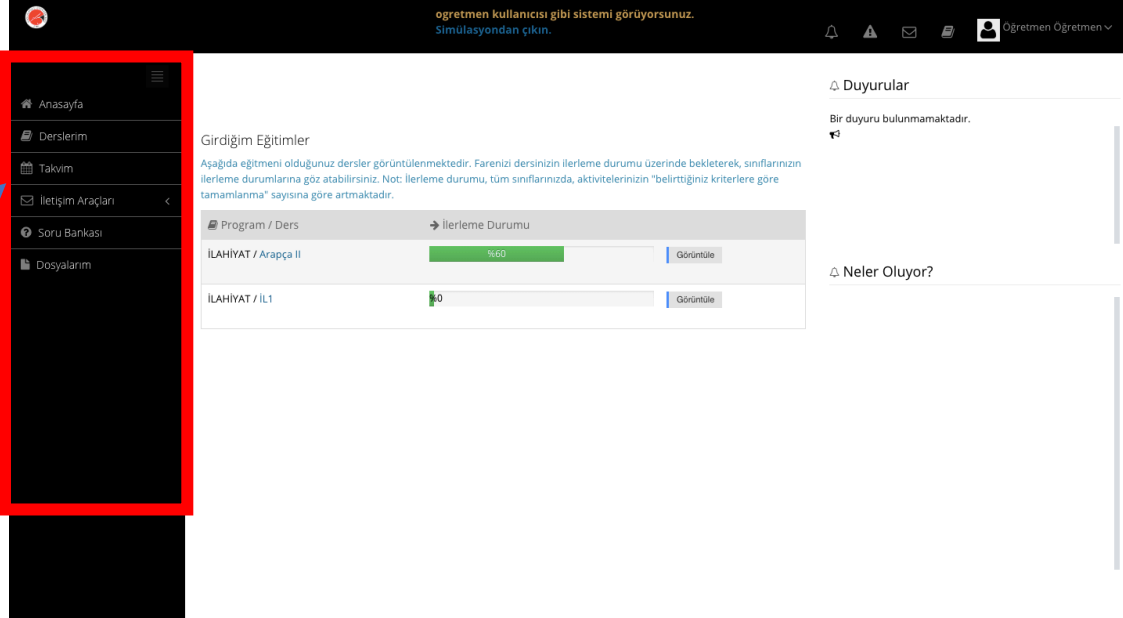 ogretmen kullanıcısı gibi sistemi görüyorsunuz.
Simülasyondan çıkın.
Öğretmen Öğretmen
Anasayfa
Derslerim
Takvim
İletişim Araçları
Soru Bankası
Dosyalarım
Girdiğim Eğitimler
Aşağıda eğitmeni olduğunuz dersler görüntülenmektedir. Farenizi dersinizin ilerleme durumu üzerinde bekleterek, sınıflarınızın
ilerleme durumlarına göz atabilirsiniz. Not: İlerleme durumu, tüm sınıflarınızda, aktivitelerinizin "belirttiğiniz kriterlere göre
tamamlanma" sayısına göre artmaktadır.
Program / Ders İlerleme Durumu
İLAHİYAT / Arapça II %60 Görüntüle
İLAHİYAT / İL1 %0 Görüntüle
Duyurular
Bir duyuru bulunmamaktadır.
Neler Oluyor?